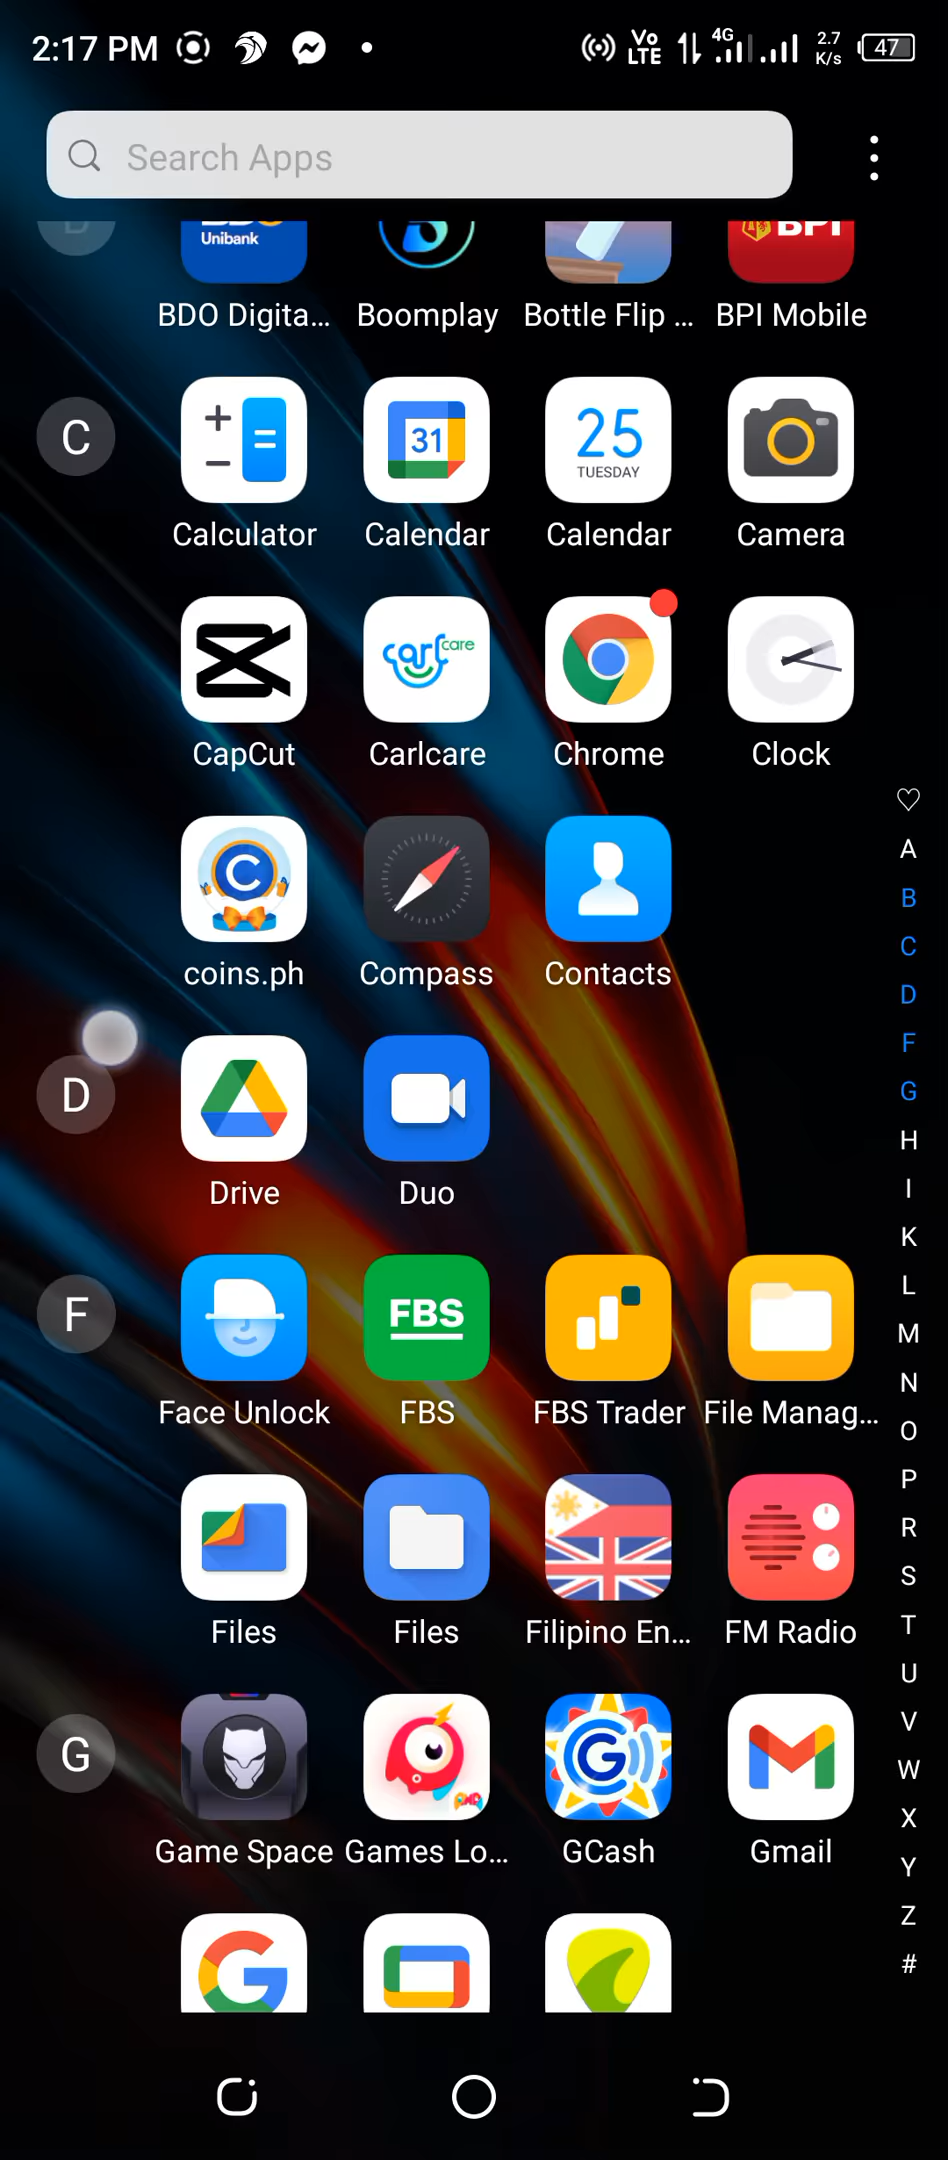 2:17 PM
Vo LTE
4G
2.7 K/s
47
Search Apps
Unibank
BPI
BDO Digita...
Boomplay
Bottle Flip ...
BPI Mobile
C
31
25
TUESDAY
Calculator
Calendar
Calendar
Camera
carlcare
CapCut
Carlcare
Chrome
Clock
♡
A
B
C
D
F
G
H
I
K
L
M
N
O
P
R
S
T
U
V
W
X
Y
Z
#
C
coins.ph
Compass
Contacts
D
Drive
Duo
F
FBS
Face Unlock
FBS
FBS Trader
File Manag...
Files
Files
Filipino En...
FM Radio
G
G
Game Space
Games Lo...
GCash
Gmail
G